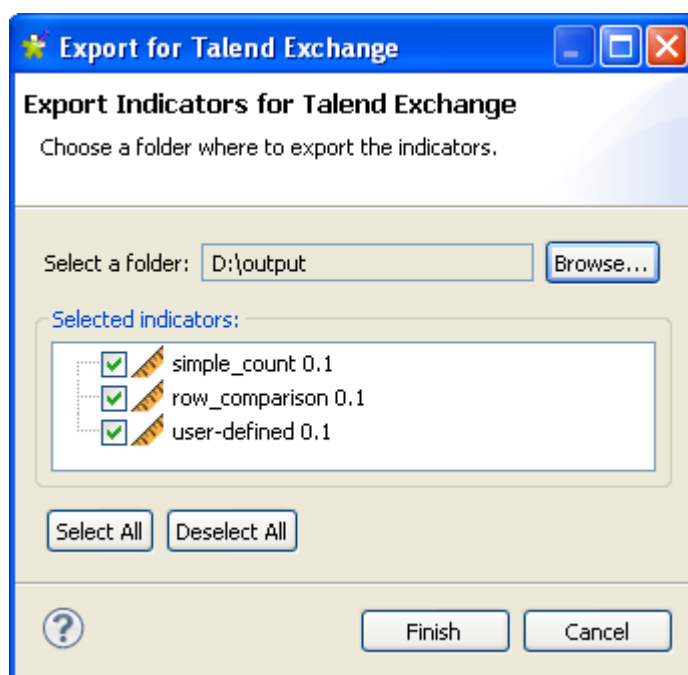 Export for Talend Exchange
Export Indicators for Talend Exchange
Choose a folder where to export the indicators.
Select a folder: D:\output Browse...
Selected indicators:
simple_count 0.1
row_comparison 0.1
user-defined 0.1
Select All Deselect All
? Finish Cancel